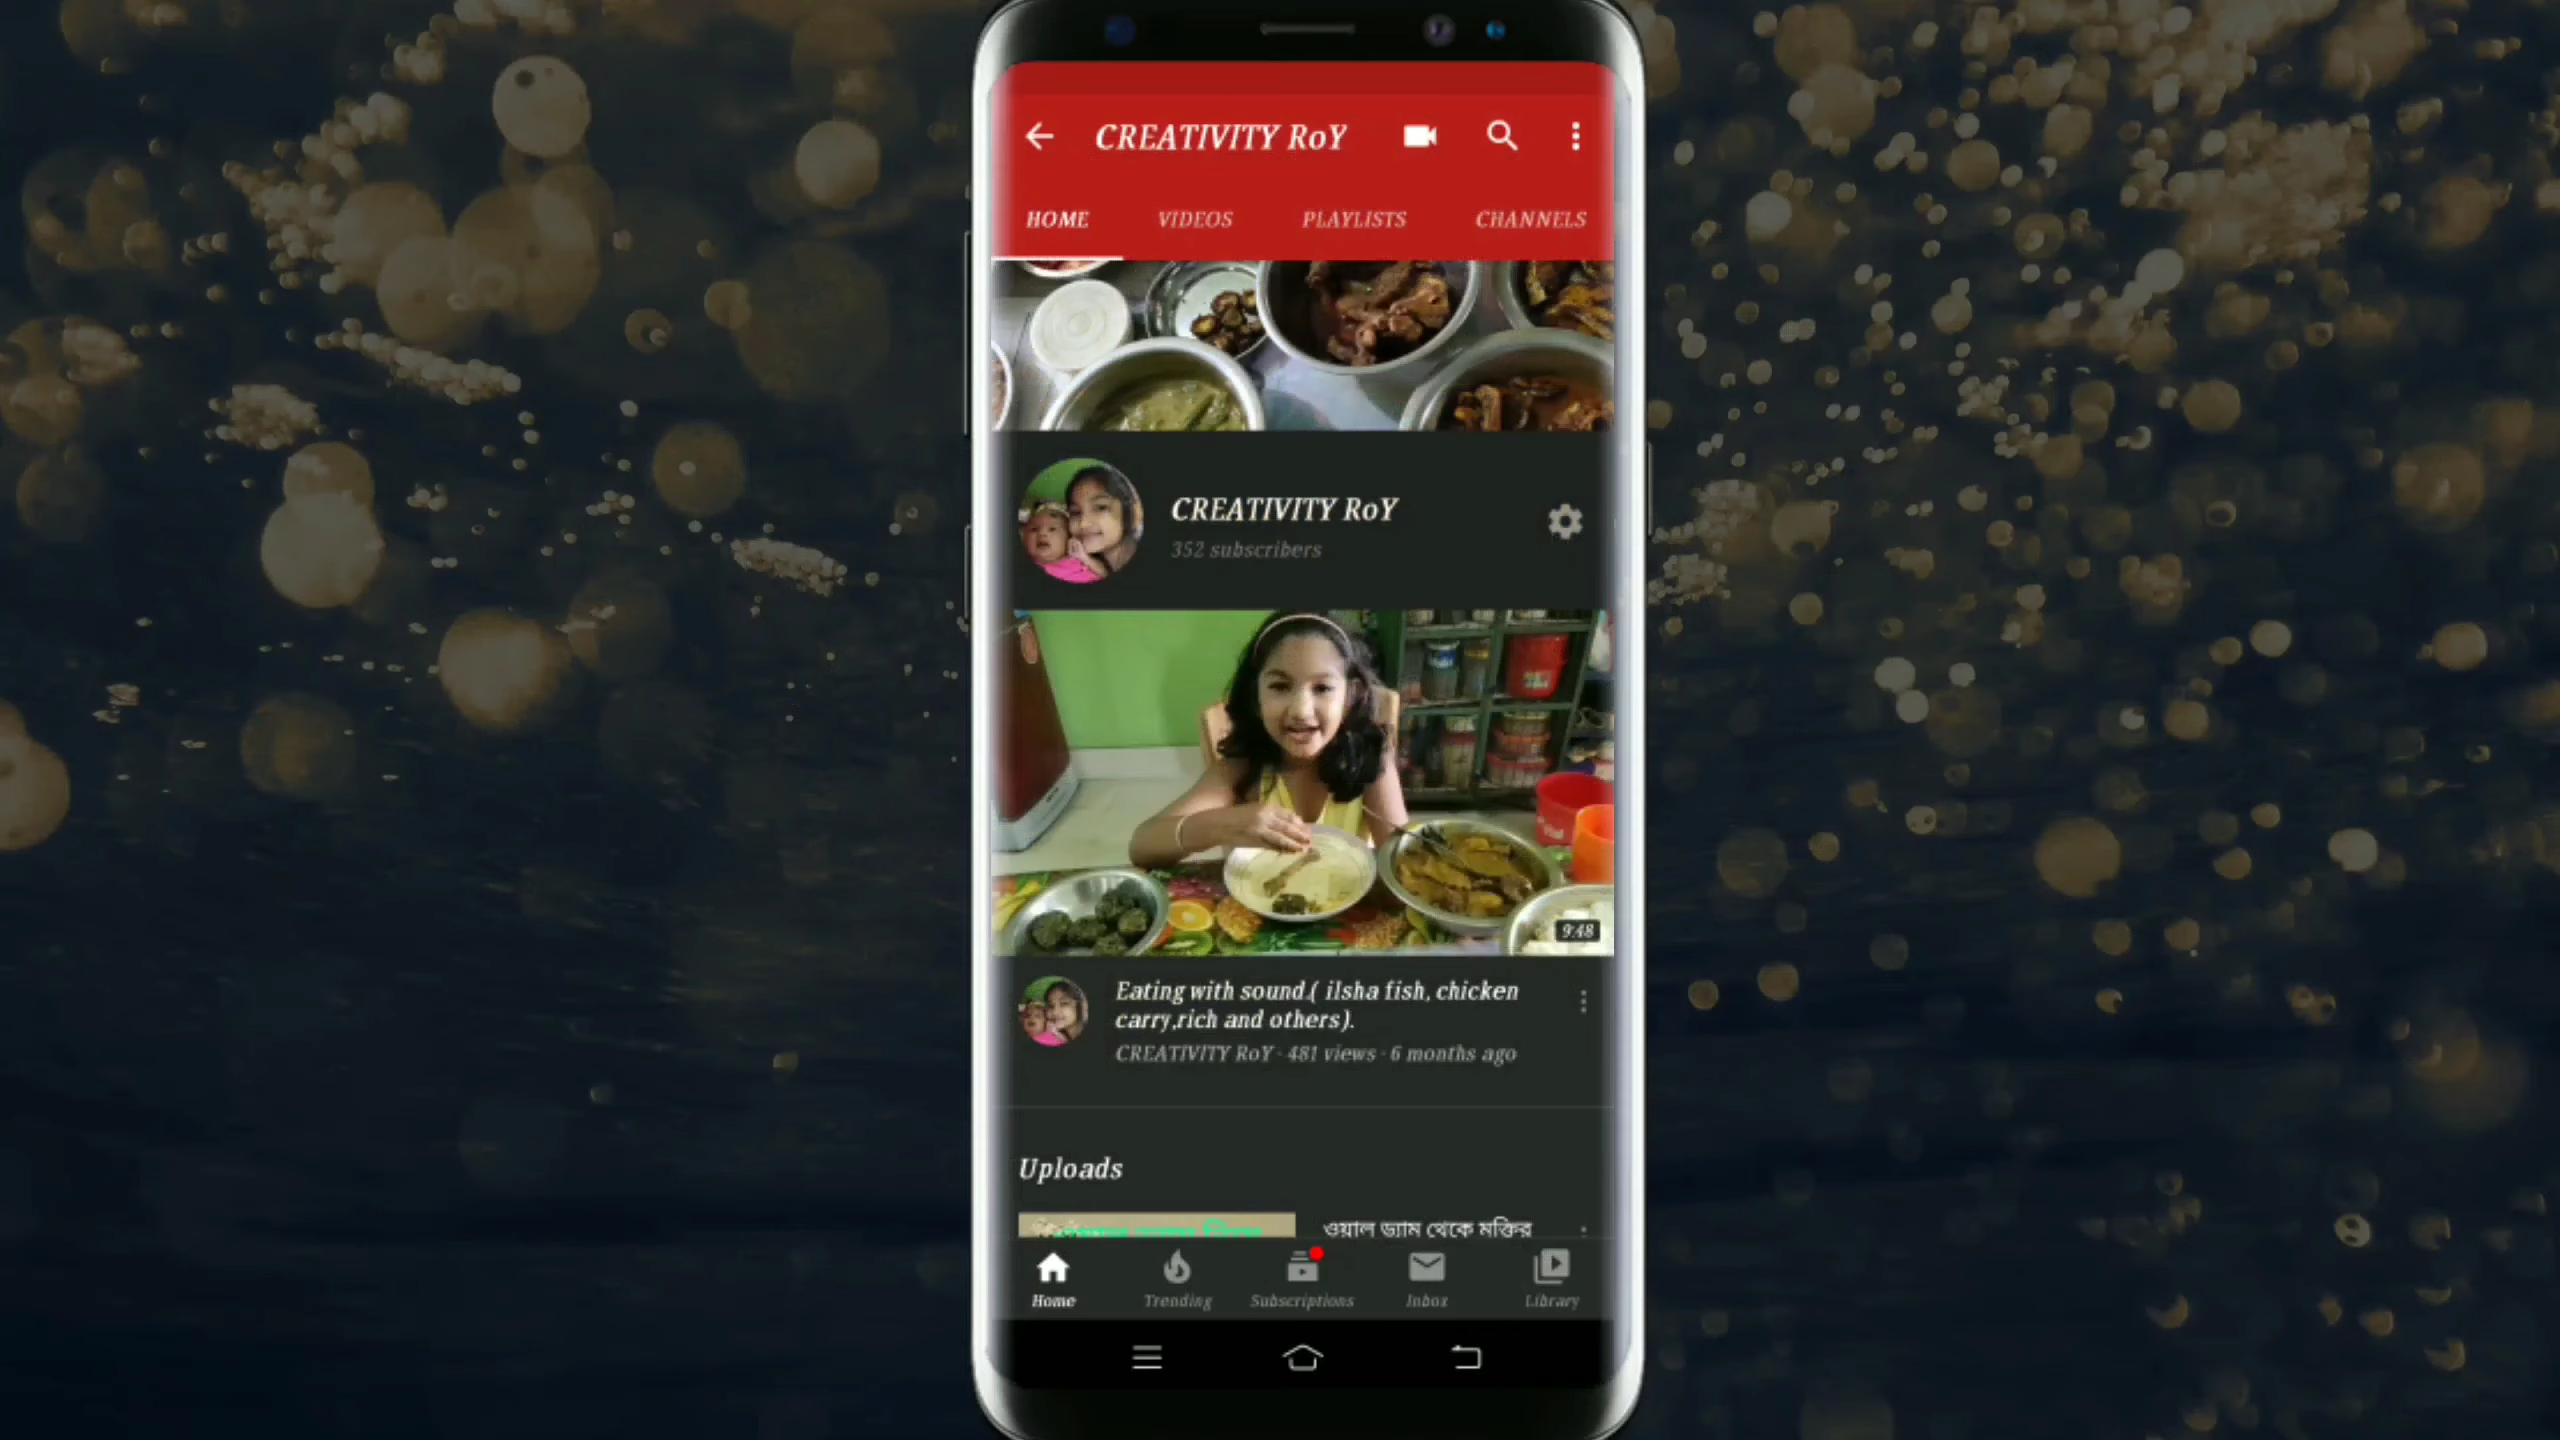 CREATIVITY RoY
HOME VIDEOS PLAYLISTS CHANNELS
CREATIVITY RoY
352 subscribers
9:48
Eating with sound.( ilsha fish, chicken
carry,rich and others).
CREATIVITY RoY · 481 views · 6 months ago
Uploads
ওয়াল ড্যাম থেকে মুক্তির
Home Trending Subscriptions Inbox Library